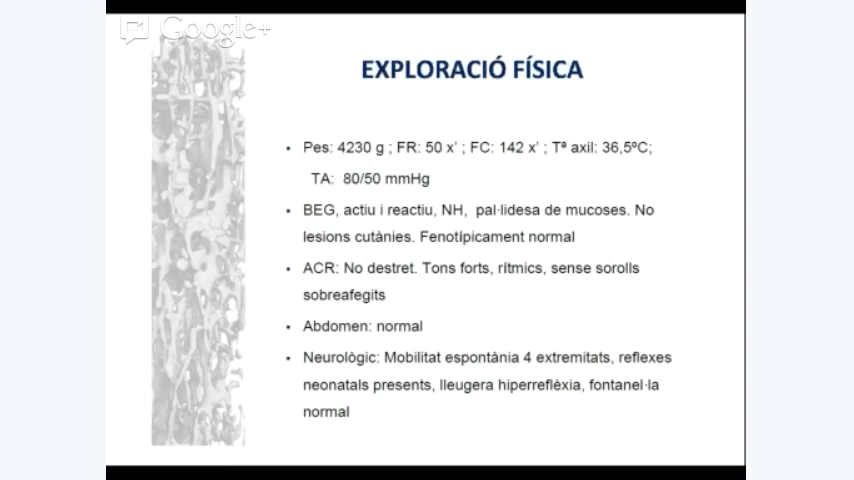 Google+
EXPLORACIÓ FÍSICA
• Pes: 4230 g ; FR: 50 x' ; FC: 142 x' ; Tª axil: 36,5ºC;
TA: 80/50 mmHg
• BEG, actiu i reactiu, NH, pal·lidesa de mucoses. No
lesions cutànies. Fenotípicament normal
• ACR: No destret. Tons forts, rítmics, sense sorolls
sobreafegits
• Abdomen: normal
• Neurològic: Mobilitat espontània 4 extremitats, reflexes
neonatals presents, lleugera hiperreflèxia, fontanel·la
normal